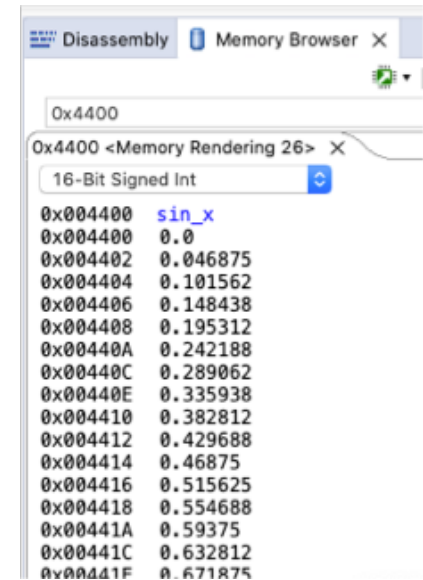 Disassembly Memory Browser
0x4400
0x4400 <Memory Rendering 26>
16-Bit Signed Int
0x004400 sin_x
0x004400 0.0
0x004402 0.046875
0x004404 0.101562
0x004406 0.148438
0x004408 0.195312
0x00440A 0.242188
0x00440C 0.289062
0x00440E 0.335938
0x004410 0.382812
0x004412 0.429688
0x004414 0.46875
0x004416 0.515625
0x004418 0.554688
0x00441A 0.59375
0x00441C 0.632812
0x00441E 0.671875